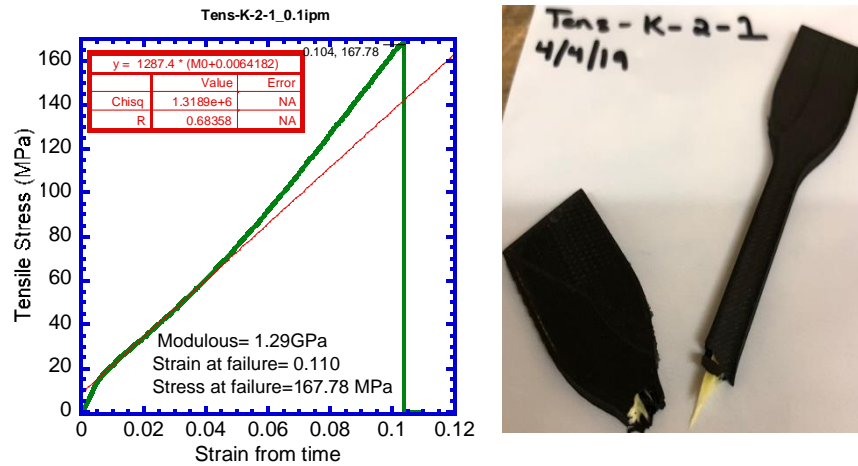 Tens-K-2-1_0.1ipm
Tensile Stress (MPa)
160
140
120
100
80
60
40
20
0
y = 1287.4 * (M0+0.0064182)
Value Error
Chisq 1.3189e+6 NA
R 0.68358 NA
0.104, 167.78
Modulous= 1.29GPa
Strain at failure= 0.110
Stress at failure=167.78 MPa
0 0.02 0.04 0.06 0.08 0.1 0.12
Strain from time
Tens-K-2-1
4/4/19